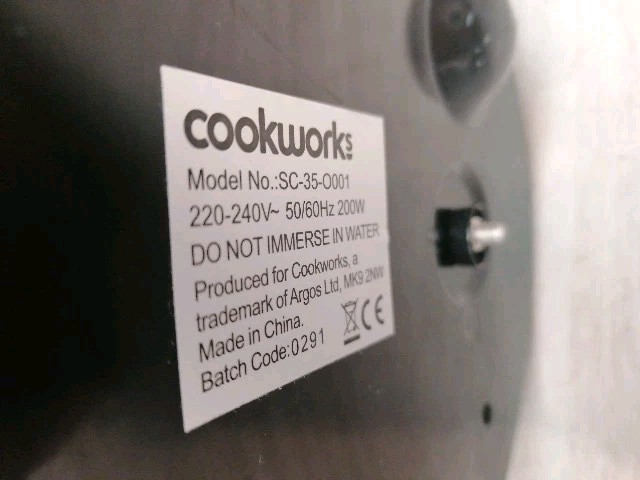 cookworks
Model No.:SC-35-O001
220-240V~ 50/60Hz 200W
DO NOT IMMERSE IN WATER
Produced for Cookworks, a
trademark of Argos Ltd, MK9 2NW
Made in China.
Batch Code:0291
CE